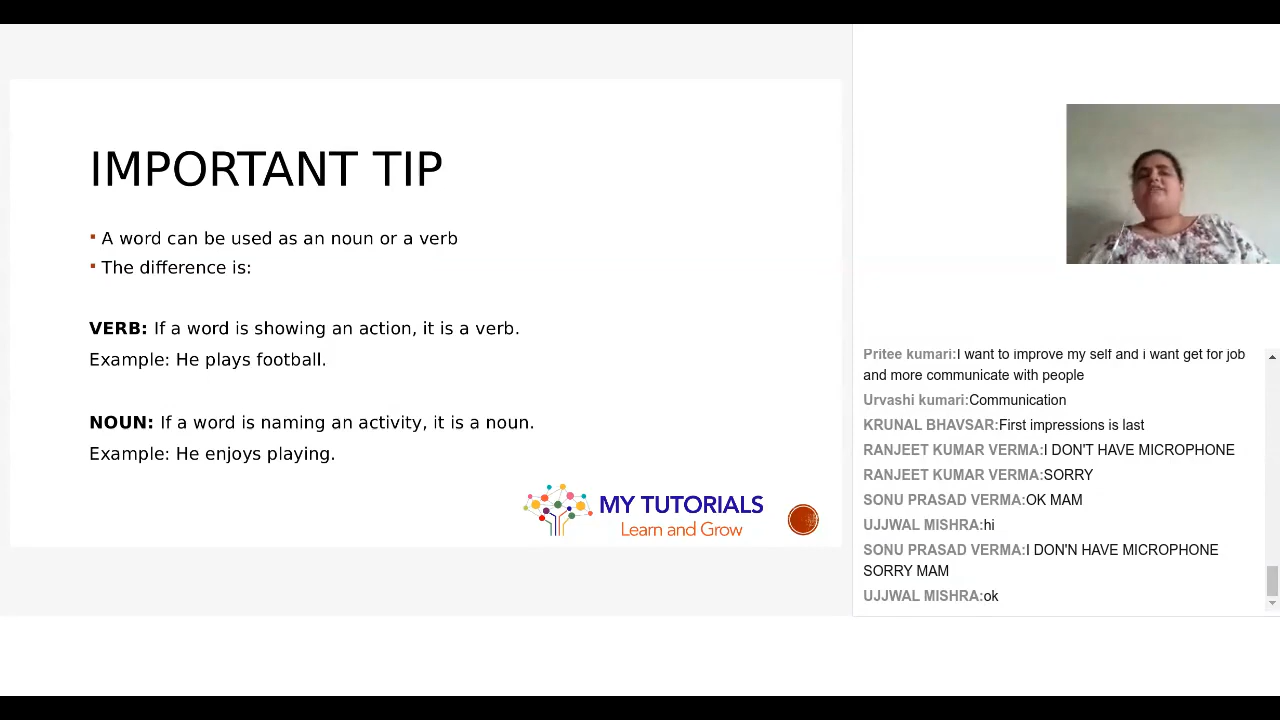 IMPORTANT TIP
▪ A word can be used as an noun or a verb
▪ The difference is:
VERB: If a word is showing an action, it is a verb.
Example: He plays football.
NOUN: If a word is naming an activity, it is a noun.
Example: He enjoys playing.
MY TUTORIALS
Learn and Grow
Pritee kumari:I want to improve my self and i want get for job
and more communicate with people
Urvashi kumari:Communication
KRUNAL BHAVSAR:First impressions is last
RANJEET KUMAR VERMA:I DON'T HAVE MICROPHONE
RANJEET KUMAR VERMA:SORRY
SONU PRASAD VERMA:OK MAM
UJJWAL MISHRA:hi
SONU PRASAD VERMA:I DON'N HAVE MICROPHONE
SORRY MAM
UJJWAL MISHRA:ok